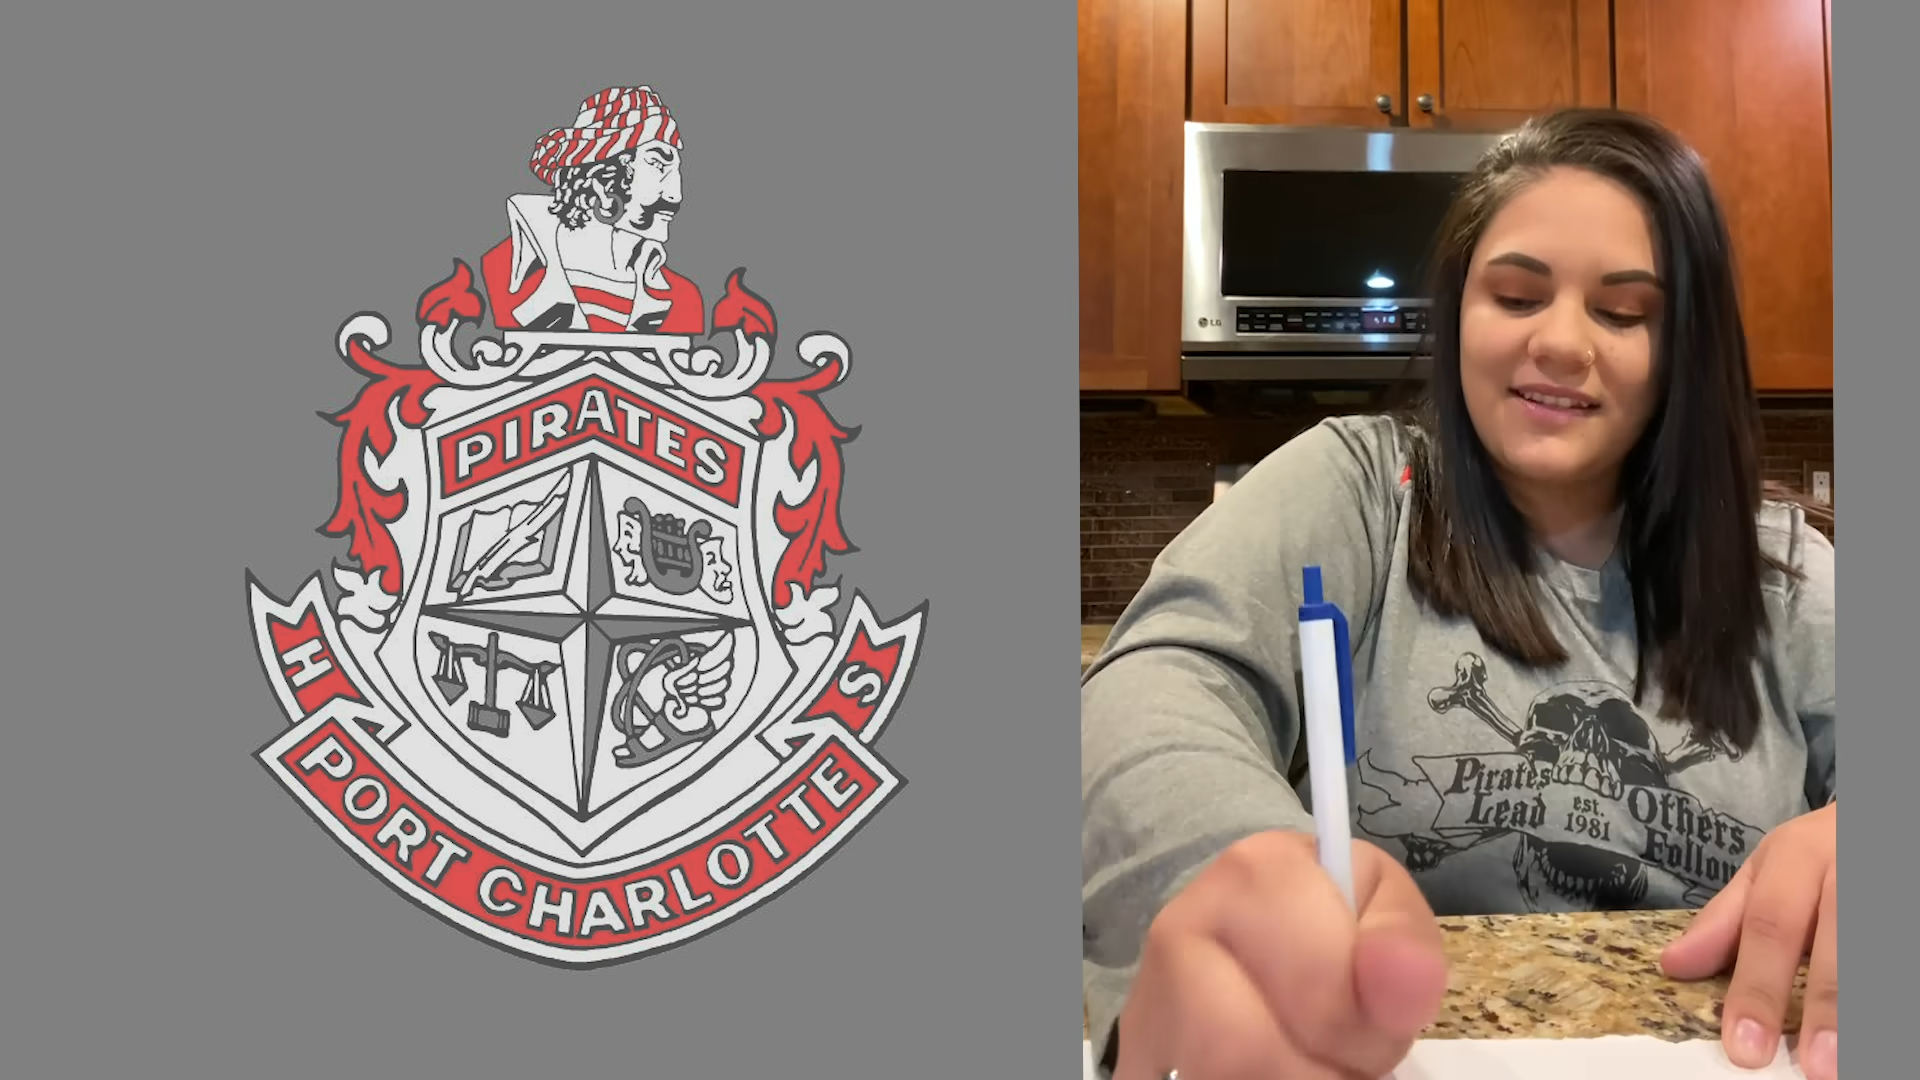 PIRATES
H S
PORT CHARLOTTE
LG
Pirates Others
Lead est. Follow
1981